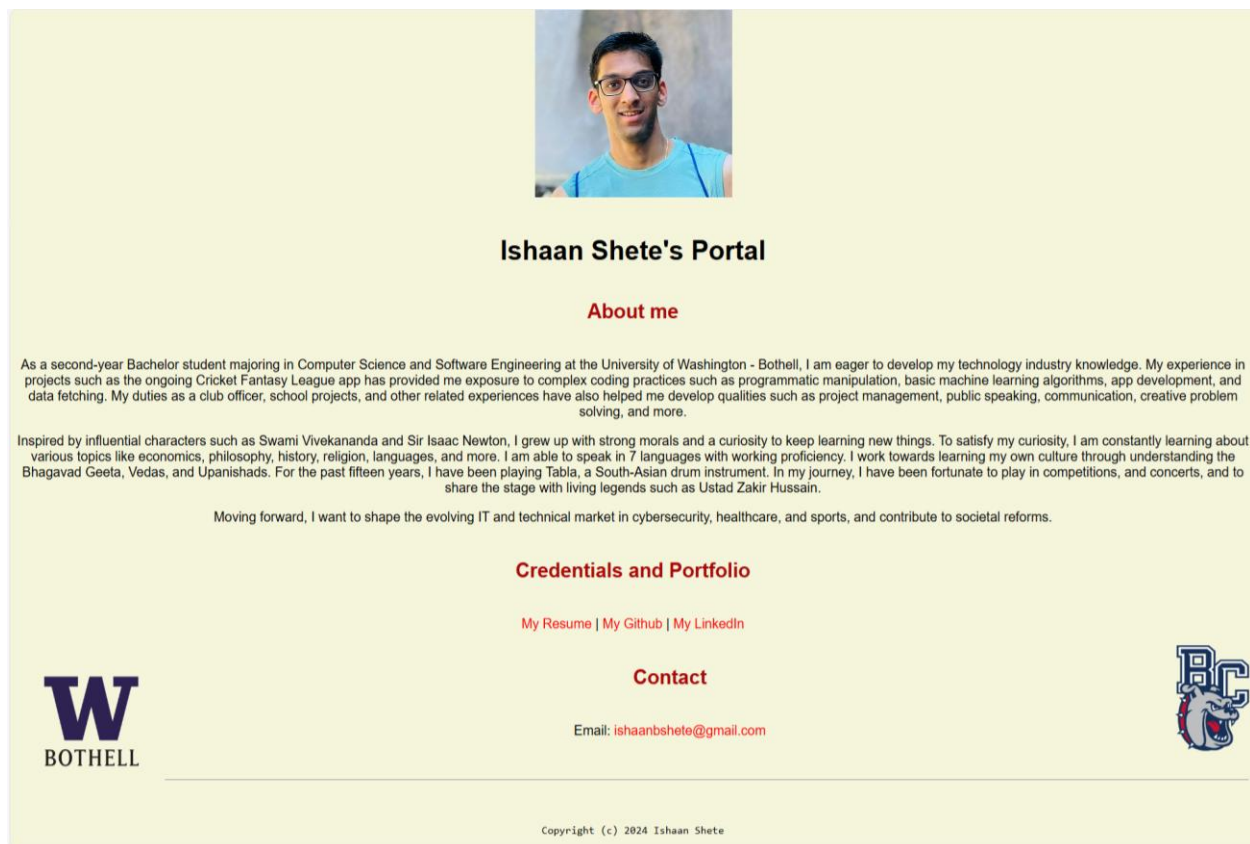 Ishaan Shete's Portal
About me
As a second-year Bachelor student majoring in Computer Science and Software Engineering at the University of Washington - Bothell, I am eager to develop my technology industry knowledge. My experience in
projects such as the ongoing Cricket Fantasy League app has provided me exposure to complex coding practices such as programmatic manipulation, basic machine learning algorithms, app development, and
data fetching. My duties as a club officer, school projects, and other related experiences have also helped me develop qualities such as project management, public speaking, communication, creative problem
solving, and more.
Inspired by influential characters such as Swami Vivekananda and Sir Isaac Newton, I grew up with strong morals and a curiosity to keep learning new things. To satisfy my curiosity, I am constantly learning about
various topics like economics, philosophy, history, religion, languages, and more. I am able to speak in 7 languages with working proficiency. I work towards learning my own culture through understanding the
Bhagavad Geeta, Vedas, and Upanishads. For the past fifteen years, I have been playing Tabla, a South-Asian drum instrument. In my journey, I have been fortunate to play in competitions, and concerts, and to
share the stage with living legends such as Ustad Zakir Hussain.
Moving forward, I want to shape the evolving IT and technical market in cybersecurity, healthcare, and sports, and contribute to societal reforms.
Credentials and Portfolio
My Resume | My Github | My LinkedIn
Contact
Email: ishaanbshete@gmail.com
W
BOTHELL
BC
Copyright (c) 2024 Ishaan Shete